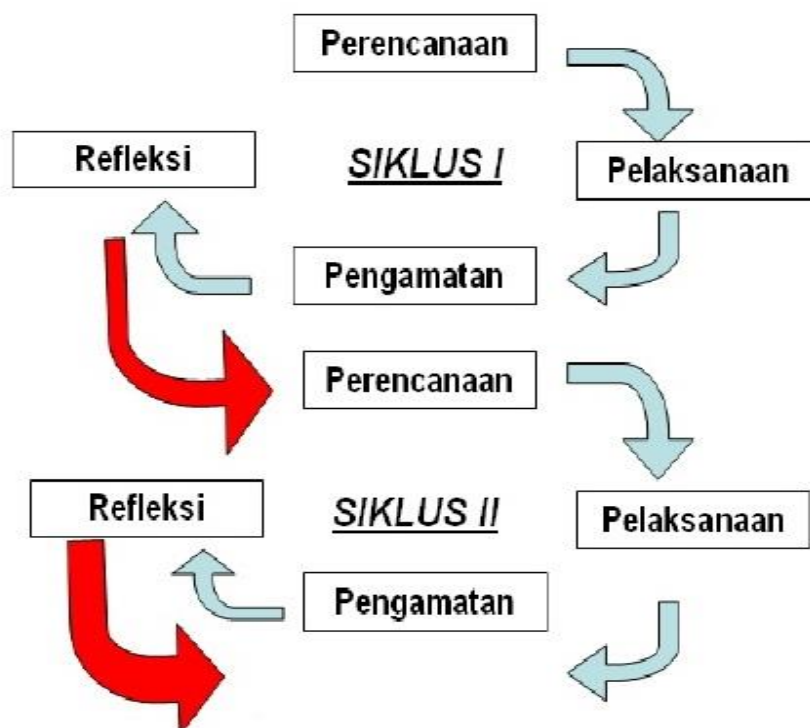 Perencanaan
Refleksi
SIKLUS I
Pelaksanaan
Pengamatan
Perencanaan
Refleksi
SIKLUS II
Pelaksanaan
Pengamatan